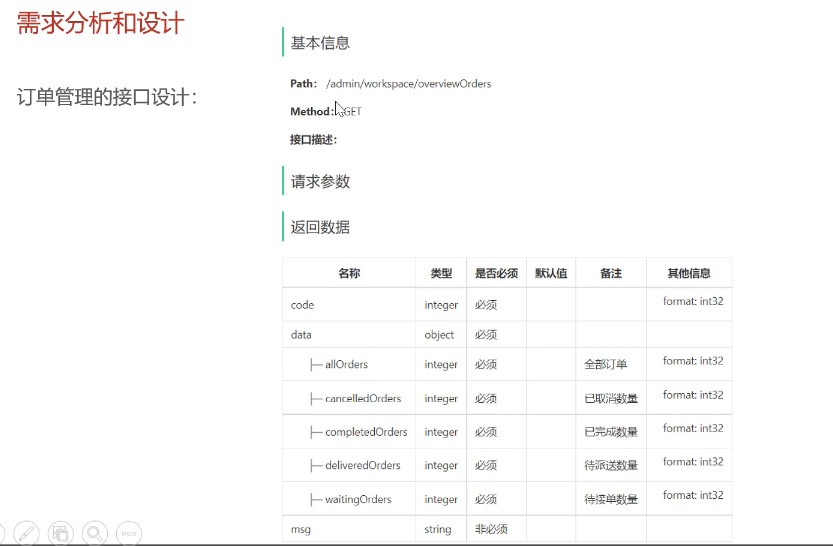 需求分析和设计
订单管理的接口设计：
基本信息
Path: /admin/workspace/overviewOrders
Method: GET
接口描述：
请求参数
返回数据
名称 类型 是否必须 默认值 备注 其他信息
code integer 必须 format: int32
data object 必须
├─ allOrders integer 必须 全部订单 format: int32
├─ cancelledOrders integer 必须 已取消数量 format: int32
├─ completedOrders integer 必须 已完成数量 format: int32
├─ deliveredOrders integer 必须 待派送数量 format: int32
├─ waitingOrders integer 必须 待接单数量 format: int32
msg string 非必须